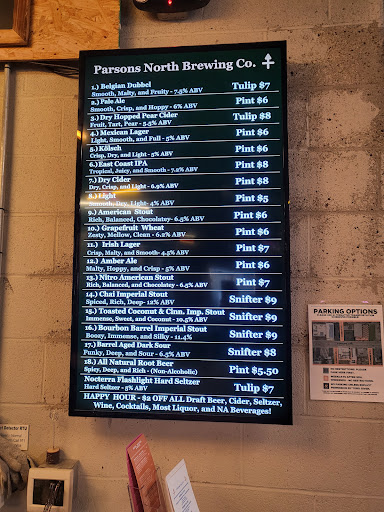 Parsons North Brewing Co.
1.) Belgian Dubbel Tulip $7
Smooth, Malty, and Fruity - 7.5% ABV
2.) Pale Ale Pint $6
Smooth, Crisp, and Hoppy - 6% ABV
3.) Dry Hopped Pear Cider Tulip $8
Fruit, Tart, Pear - 5.5% ABV
4.) Mexican Lager Pint $6
Light, Smooth, and Full - 5% ABV
5.) Kölsch Pint $6
Crisp, Dry, and Light - 5% ABV
6.) East Coast IPA Pint $8
Tropical, Juicy, and Smooth - 7.2% ABV
7.) Dry Cider Pint $8
Dry, Crisp, and Light - 6.9% ABV
8.) Light Pint $5
Smooth, Dry, Light - 4% ABV
9.) American Stout Pint $6
Rich, Balanced, Chocolatey - 6.5% ABV
10.) Grapefruit Wheat Pint $6
Zesty, Mellow, Clean - 6.2% ABV
11.) Irish Lager Pint $7
Crisp, Malty, and Smooth - 4.5% ABV
12.) Amber Ale Pint $6
Malty, Hoppy, and Crisp - 5% ABV
13.) Nitro American Stout Pint $7
Rich, Balanced, and Chocolatey - 6.5% ABV
14.) Chai Imperial Stout Snifter $9
Spiced, Rich, Deep - 12% ABV
15.) Toasted Coconut & Cinn. Imp. Stout Snifter $9
Immense, Sweet, and Coconut - 10.5% ABV
16.) Bourbon Barrel Imperial Stout Snifter $9
Boozy, Immense, and Silky - 11.4%
17.) Barrel Aged Dark Sour Snifter $8
Funky, Deep, and Sour - 6.5% ABV
18.) All Natural Root Beer Pint $5.50
Spicy, Deep, and Rich - (Non-Alcoholic)
Nocterra Flashlight Hard Seltzer Tulip $7
Hard Seltzer - 5% ABV
HAPPY HOUR - $2 OFF ALL Draft Beer, Cider, Seltzer,
Wine, Cocktails, Most Liquor, and NA Beverages!
PARKING OPTIONS